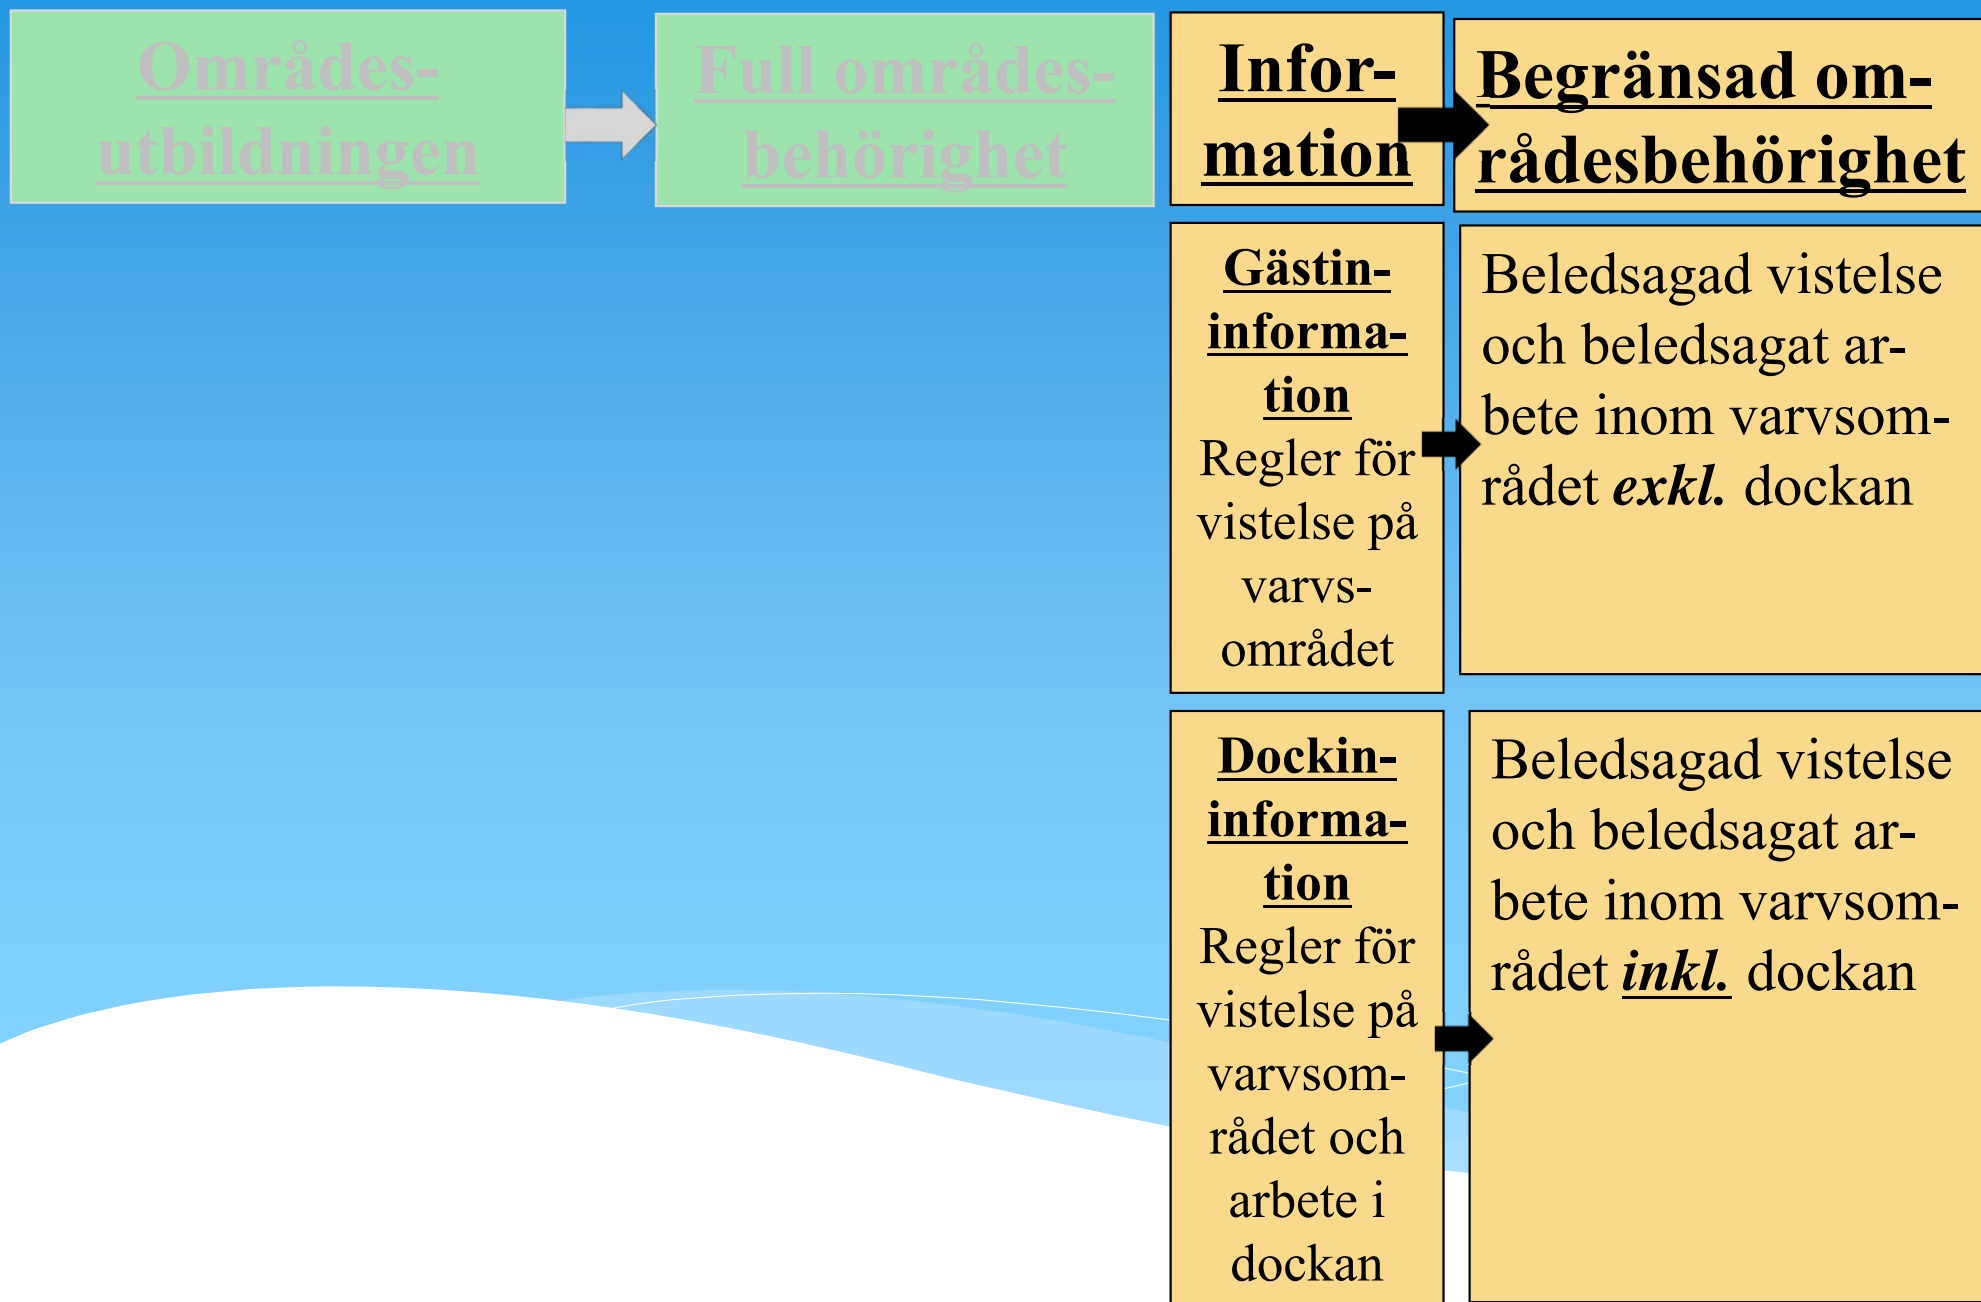 Områdes-
utbildningen
Full områdes-
behörighet
Infor-
mation
Begränsad om-
rådesbehörighet
Gästin-
informa-
tion
Regler för
vistelse på
varvs-
området
Beledsagad vistelse
och beledsagat ar-
bete inom varvsom-
rådet exkl. dockan
Dockin-
informa-
tion
Regler för
vistelse på
varvsom-
rådet och
arbete i
dockan
Beledsagad vistelse
och beledsagat ar-
bete inom varvsom-
rådet inkl. dockan